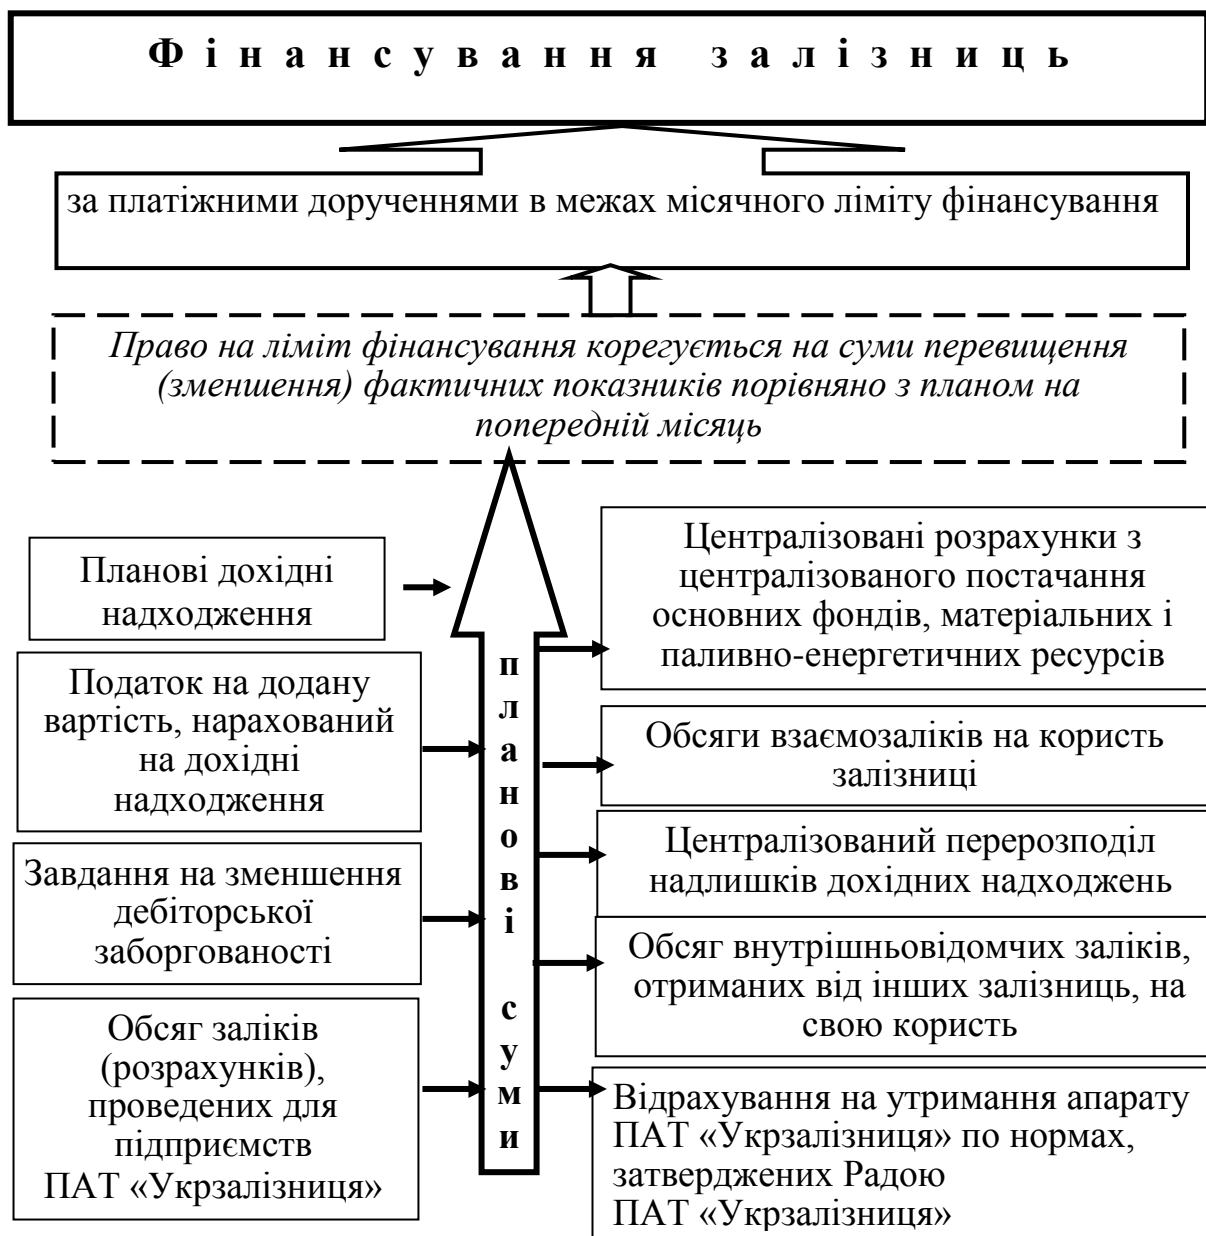 Фінансування залізниць
за платіжними дорученнями в межах місячного ліміту фінансування
Право на ліміт фінансування корегується на суми перевищення
(зменшення) фактичних показників порівняно з планом на
попередній місяць
Планові дохідні
надходження
Податок на додану
вартість, нарахований
на дохідні
надходження
Завдання на зменшення
дебіторської
заборгованості
Обсяг заліків
(розрахунків),
проведених для
підприємств
ПАТ «Укрзалізниця»
планові суми
Централізовані розрахунки з
централізованого постачання
основних фондів, матеріальних і
паливно-енергетичних ресурсів
Обсяги взаємозаліків на користь
залізниці
Централізований перерозподіл
надлишків дохідних надходжень
Обсяг внутрішньовідомчих заліків,
отриманих від інших залізниць, на
свою користь
Відрахування на утримання апарату
ПАТ «Укрзалізниця» по нормах,
затверджених Радою
ПАТ «Укрзалізниця»